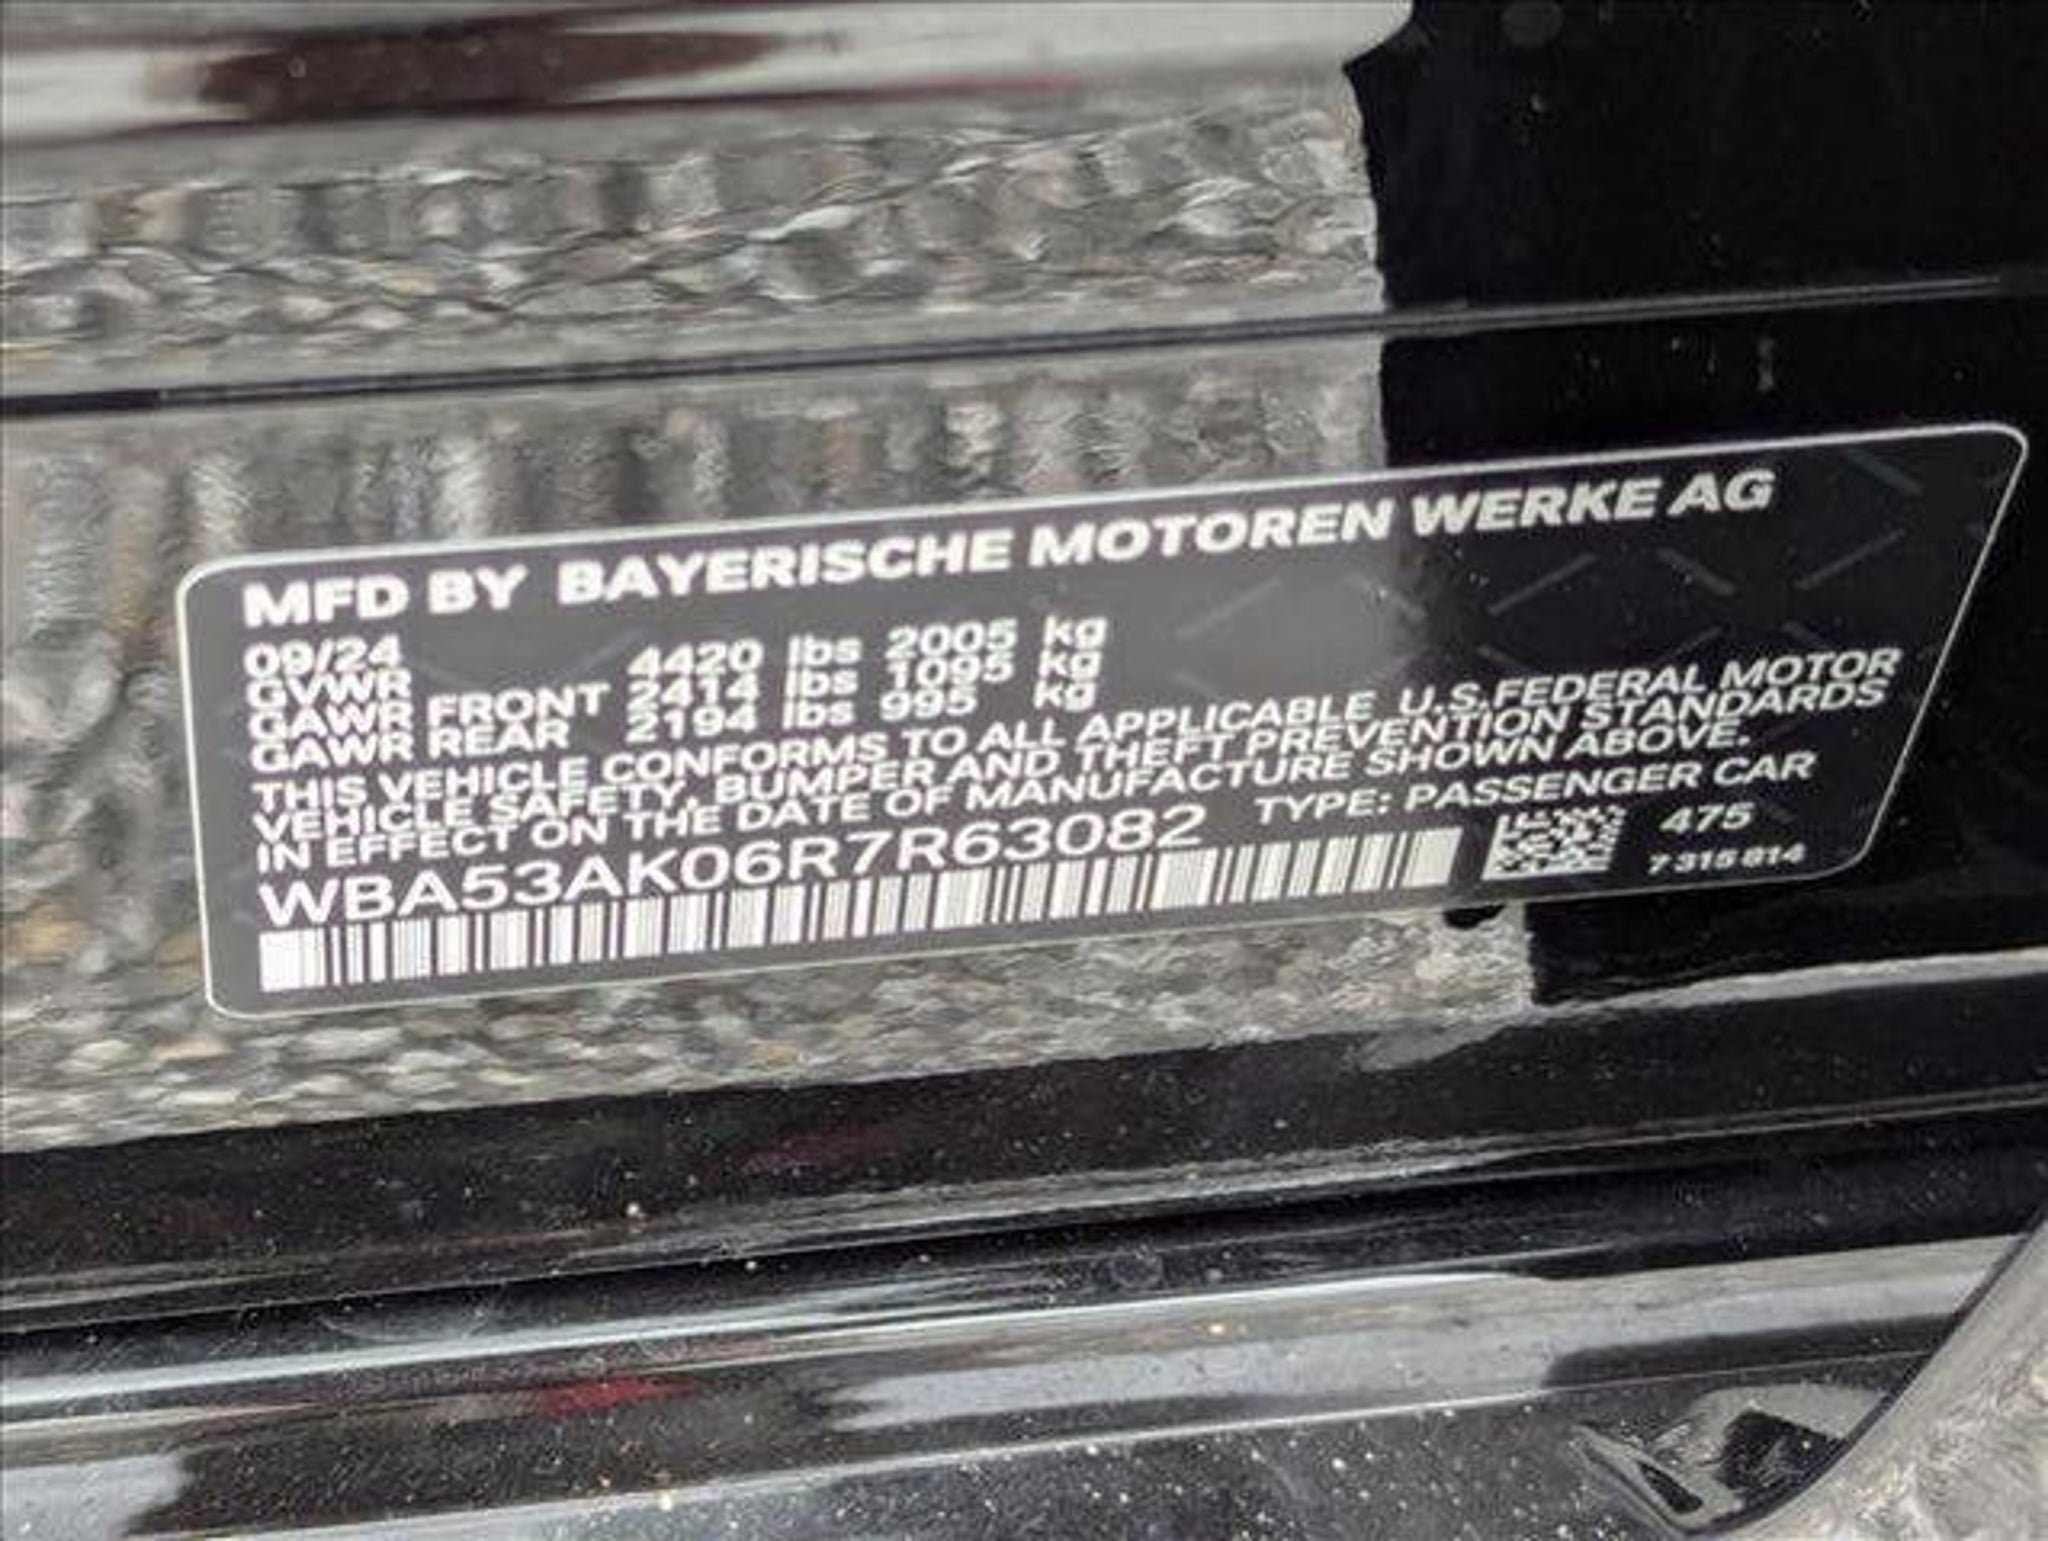 MFD BY BAYERISCHE MOTOREN WERKE AG
09/24
GVWR 4420 lbs 2005 kg
GAWR FRONT 2414 lbs 1095 kg
GAWR REAR 2194 lbs 995 kg
THIS VEHICLE CONFORMS TO ALL APPLICABLE U.S.FEDERAL MOTOR
VEHICLE SAFETY, BUMPER AND THEFT PREVENTION STANDARDS
IN EFFECT ON THE DATE OF MANUFACTURE SHOWN ABOVE.
WBA53AK06R7R63082 TYPE: PASSENGER CAR
475
7 315 814